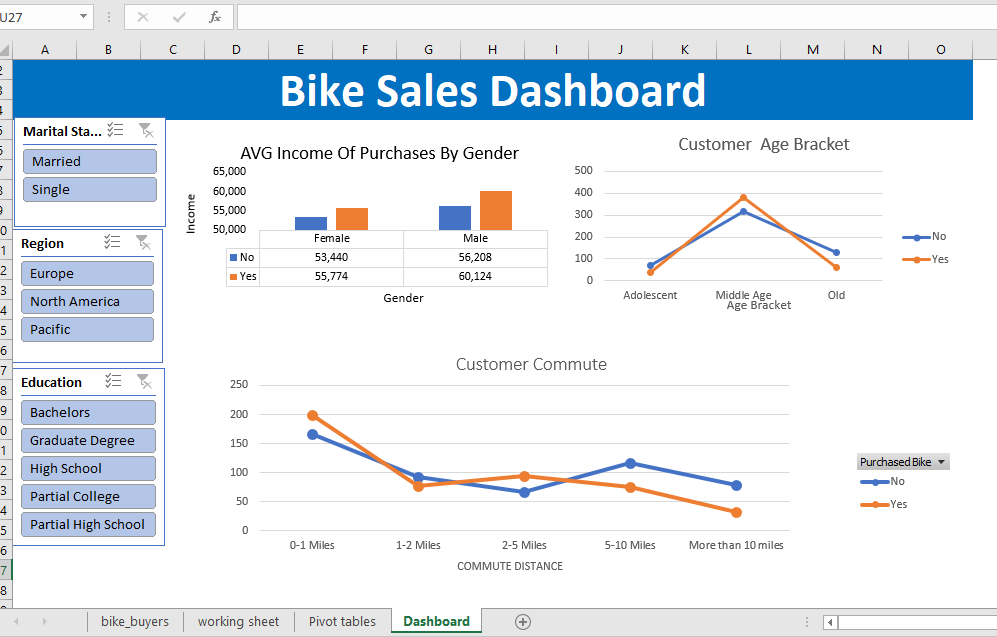 U27
fx
A B C D E F G H I J K L M N O
Bike Sales Dashboard
Marital Sta...
Married
Single
Region
Europe
North America
Pacific
Education
Bachelors
Graduate Degree
High School
Partial College
Partial High School
AVG Income Of Purchases By Gender
65,000
60,000
55,000
50,000
Income
Female Male
No 53,440 56,208
Yes 55,774 60,124
Gender
Customer Age Bracket
500
400
300
200
100
0
Adolescent Middle Age Old
Age Bracket
No
Yes
Customer Commute
250
200
150
100
50
0
0-1 Miles 1-2 Miles 2-5 Miles 5-10 Miles More than 10 miles
COMMUTE DISTANCE
Purchased Bike
No
Yes
bike_buyers working sheet Pivot tables Dashboard